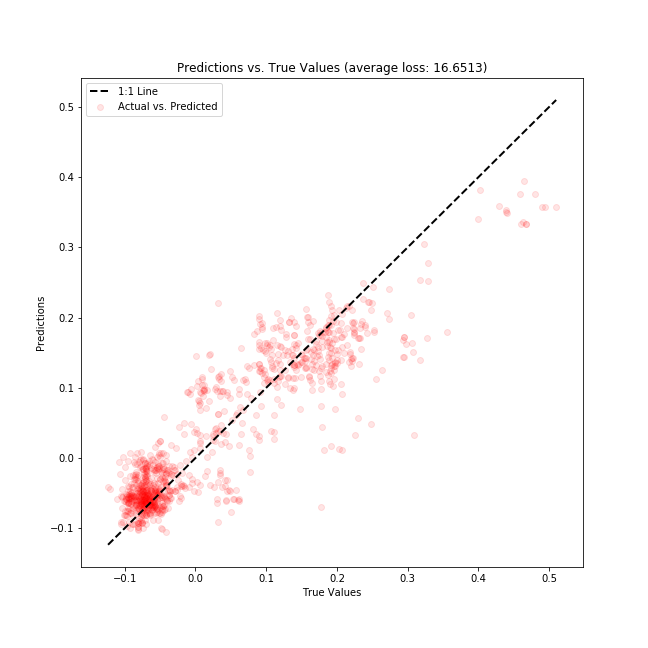 Predictions vs. True Values (average loss: 16.6513)
1:1 Line
Actual vs. Predicted
0.5
0.4
0.3
0.2
0.1
0.0
−0.1
Predictions
−0.1 0.0 0.1 0.2 0.3 0.4 0.5
True Values